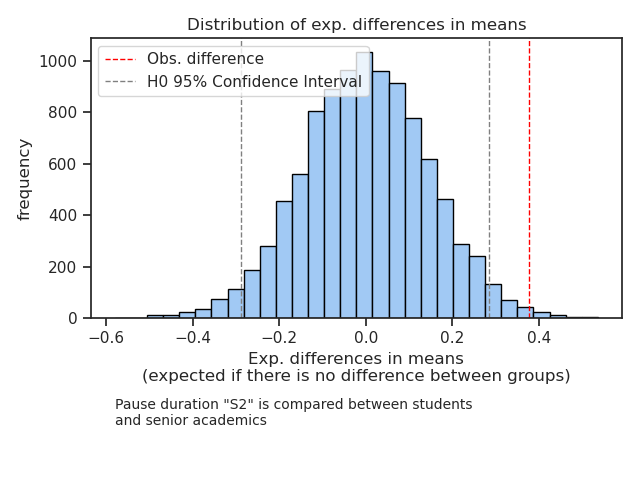 Distribution of exp. differences in means
Obs. difference
H0 95% Confidence Interval
frequency
1000
800
600
400
200
0
−0.6 −0.4 −0.2 0.0 0.2 0.4
Exp. differences in means
(expected if there is no difference between groups)
Pause duration "S2" is compared between students
and senior academics